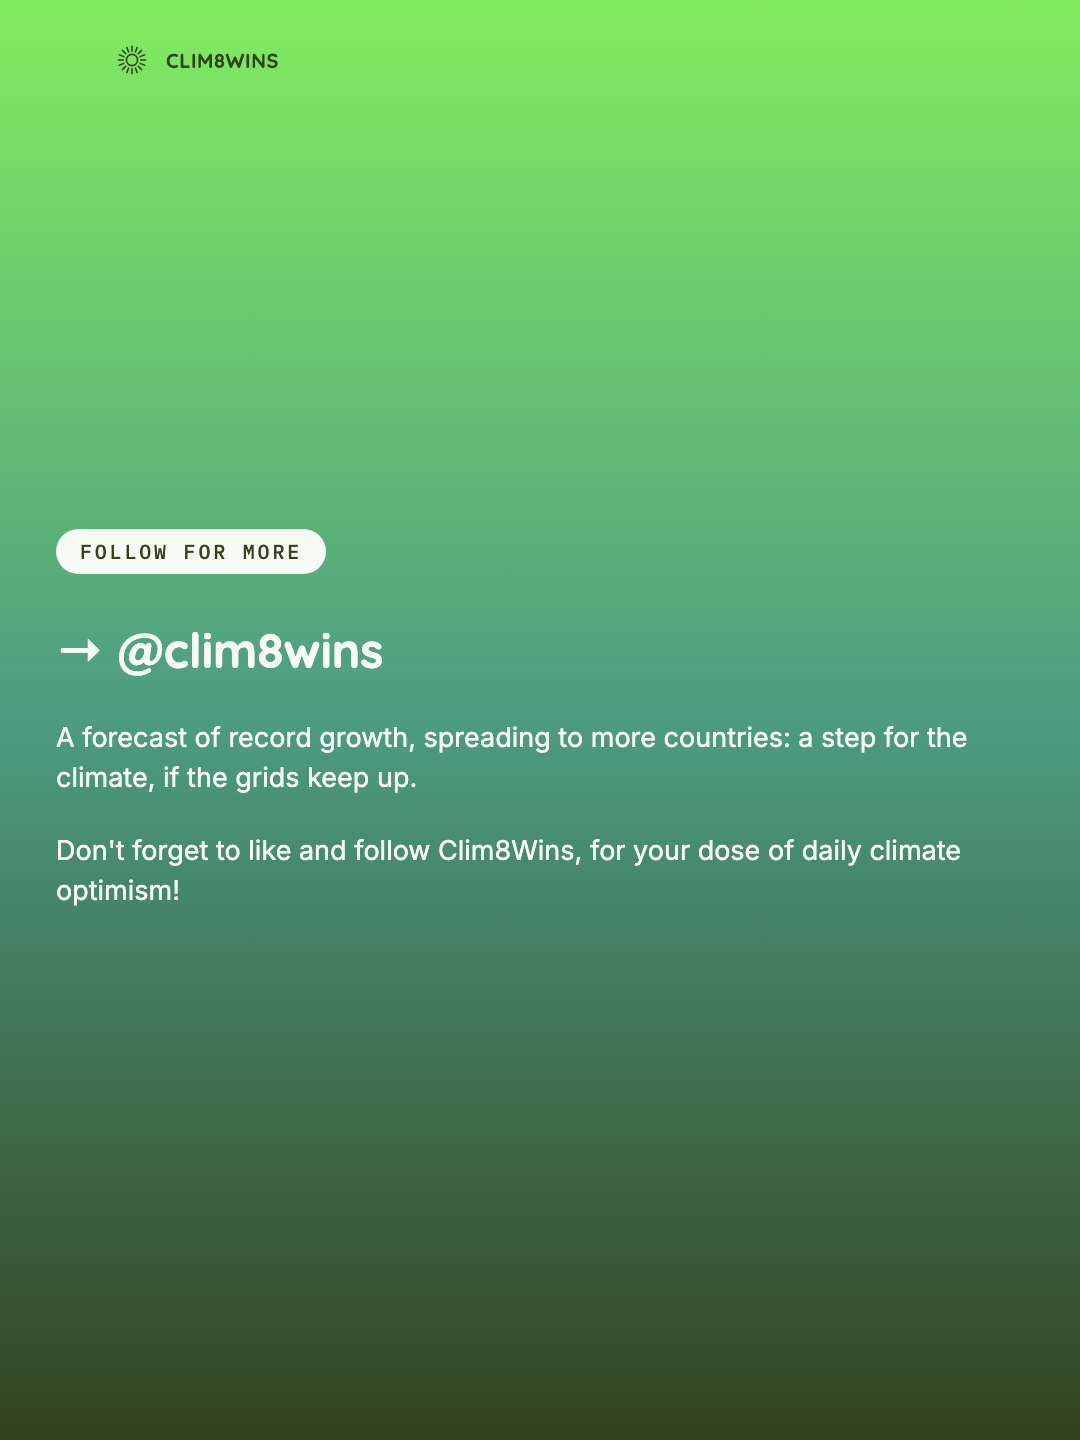 CLIM8WINS
FOLLOW FOR MORE
→ @clim8wins
A forecast of record growth, spreading to more countries: a step for the
climate, if the grids keep up.
Don't forget to like and follow Clim8Wins, for your dose of daily climate
optimism!